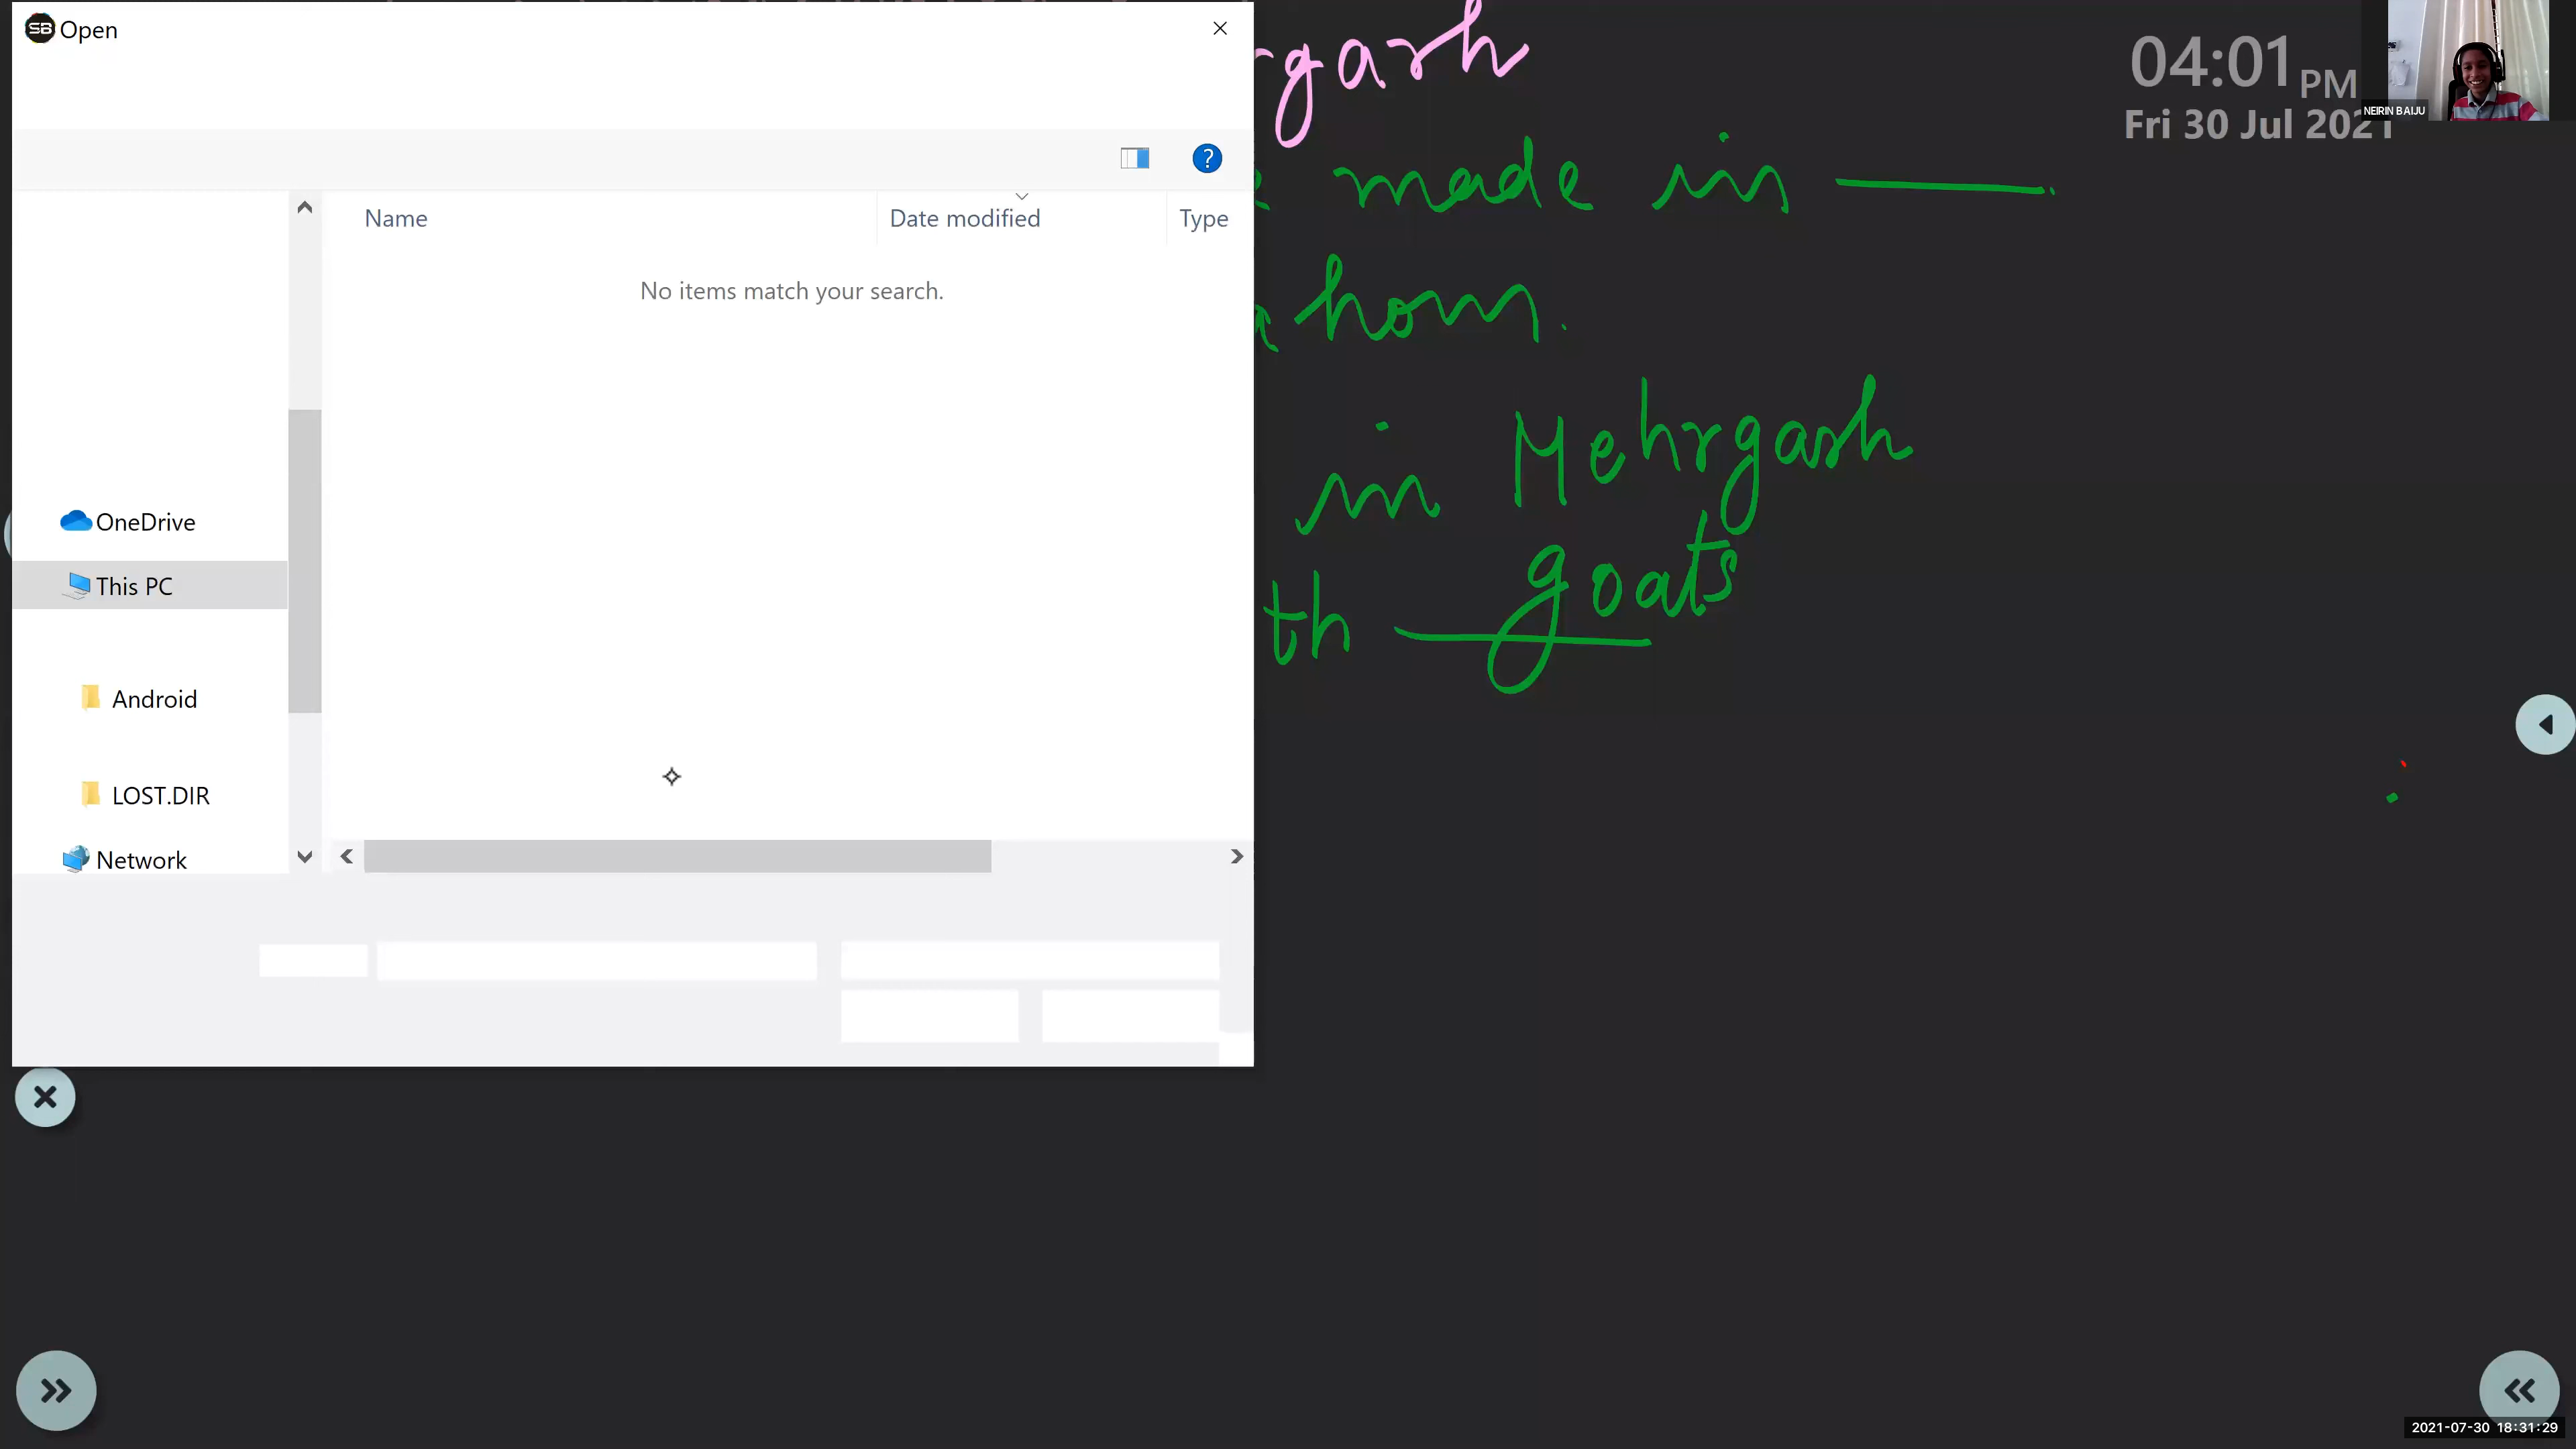 Open
Name Date modified Type
No items match your search.
OneDrive
This PC
Android
LOST.DIR
Network
rgarh
made in
hom.
in Mehrgarh
goats
th
04:01 PM
Fri 30 Jul 2021
NEIRIN BAIJU
2021-07-30 18:31:29